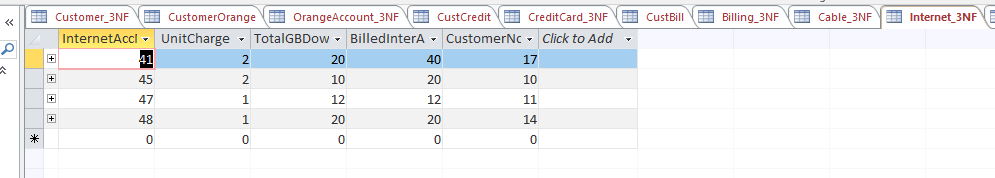 Customer_3NF CustomerOrange OrangeAccount_3NF CustCredit CreditCard_3NF CustBill Billing_3NF Cable_3NF Internet_3NF
InternetAccI UnitCharge TotalGBDow BilledInterA CustomerNo Click to Add
41 2 20 40 17
45 2 10 20 10
47 1 12 12 11
48 1 20 20 14
* 0 0 0 0 0